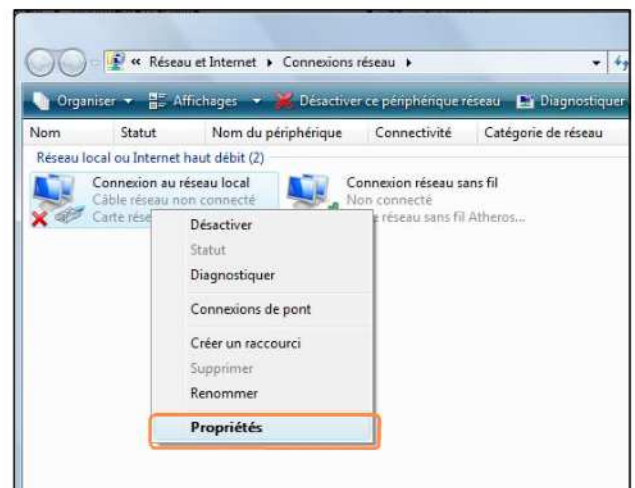 « Réseau et Internet ▸ Connexions réseau ▸
Organiser Affichages Désactiver ce périphérique réseau Diagnostiquer
Nom Statut Nom du périphérique Connectivité Catégorie de réseau
Réseau local ou Internet haut débit (2)
Connexion au réseau local
Câble réseau non connecté
Carte
Connexion réseau sans fil
Non connecté
réseau sans fil Atheros...
Désactiver
Statut
Diagnostiquer
Connexions de pont
Créer un raccourci
Supprimer
Renommer
Propriétés